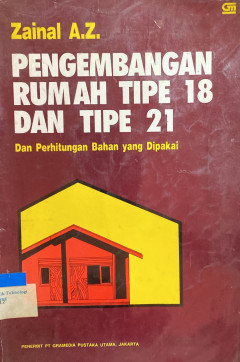 Zainal A.Z.
PENGEMBANGAN
RUMAH TIPE 18
DAN TIPE 21
Dan Perhitungan Bahan yang Dipakai
PENERBIT PT GRAMEDIA PUSTAKA UTAMA, JAKARTA